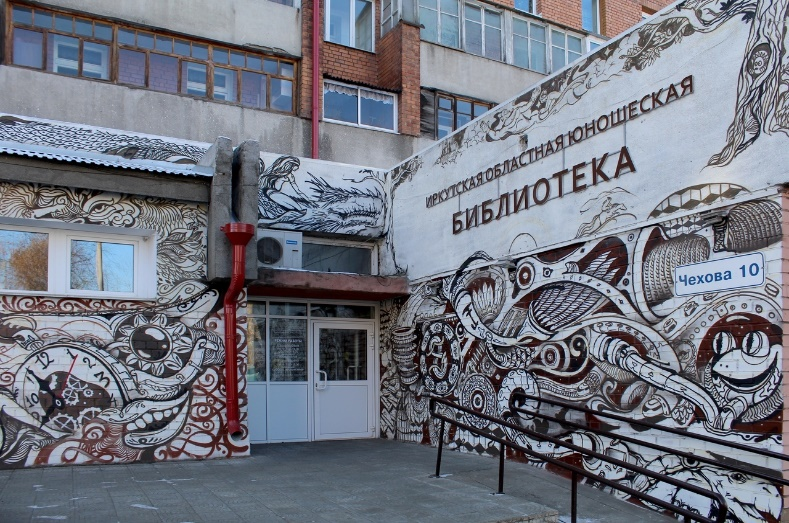 ИРКУТСКАЯ ОБЛАСТНАЯ ЮНОШЕСКАЯ
БИБЛИОТЕКА
Чехова 10